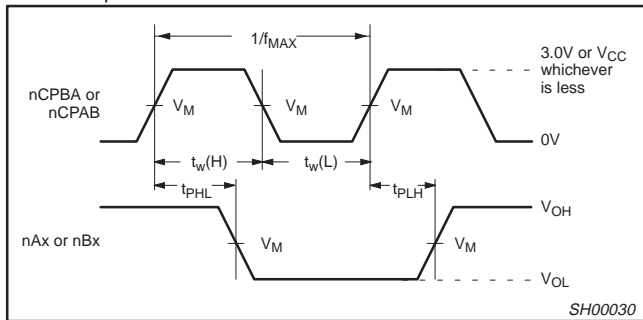 1/fMAX
3.0V or VCC
whichever
is less
nCPBA or
nCPAB
VM
VM
VM
0V
tw(H)
tw(L)
tPHL
tPLH
VOH
nAx or nBx
VM
VM
VOL
SH00030